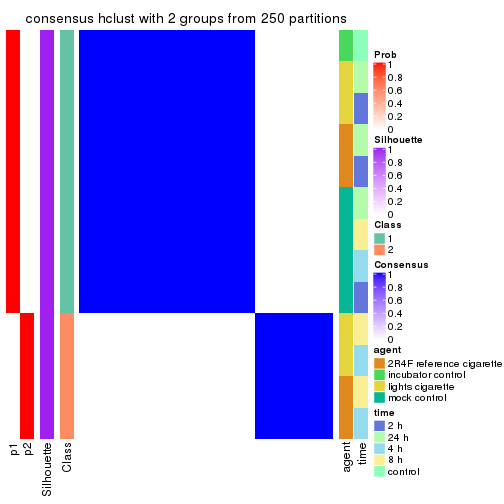 consensus hclust with 2 groups from 250 partitions
Prob
1
0.8
0.6
0.4
0.2
0
Silhouette
1
0.8
0.6
0.4
0.2
0
Class
1
2
Consensus
1
0.8
0.6
0.4
0.2
0
agent
2R4F reference cigarette
incubator control
lights cigarette
mock control
time
2 h
24 h
4 h
8 h
control
p1
p2
Silhouette
Class
agent
time